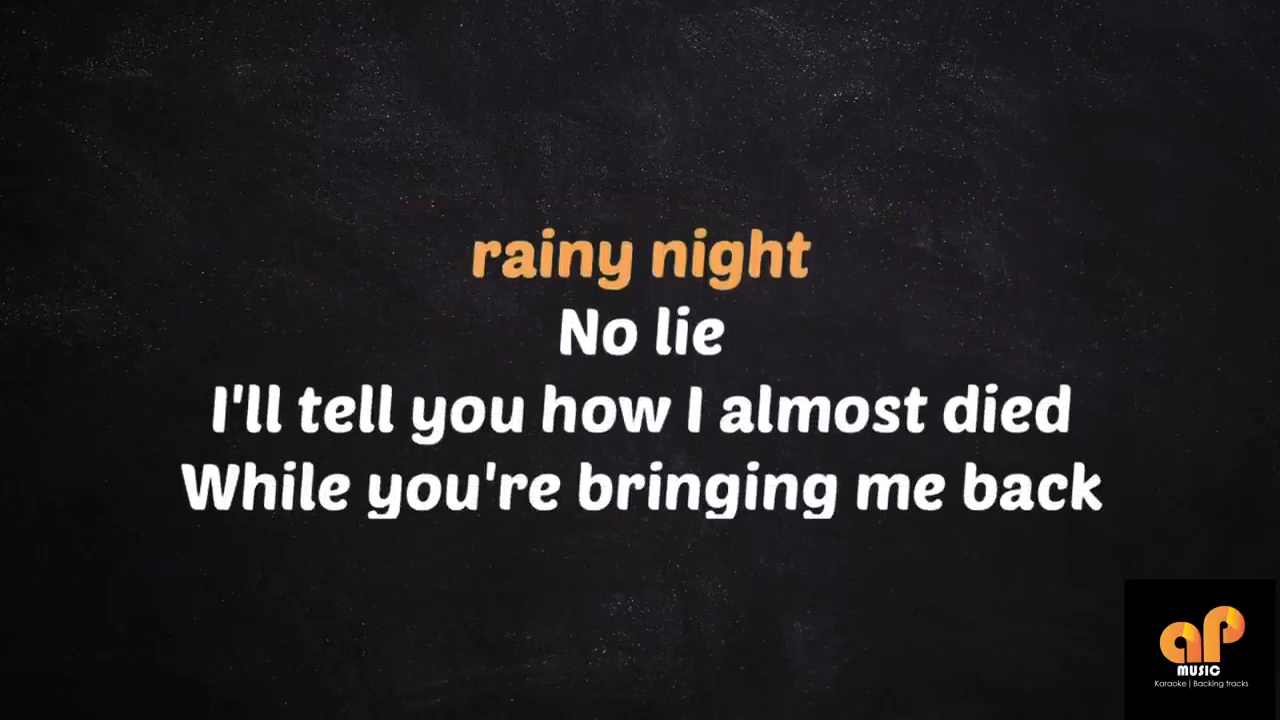 rainy night
No lie
I'll tell you how I almost died
While you're bringing me back
aP
MUSIC
Karaoke | Backing tracks